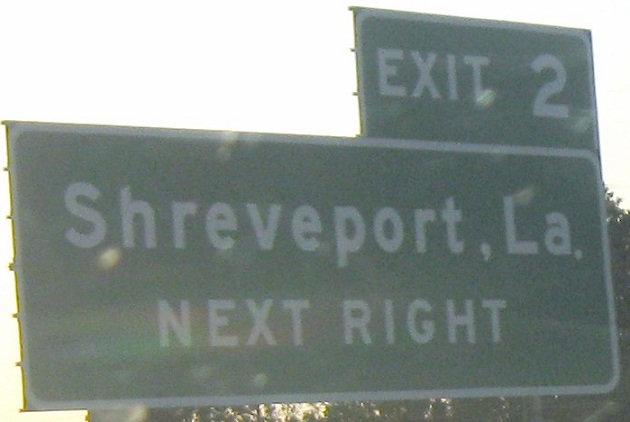 EXIT 2
Shreveport, La.
NEXT RIGHT